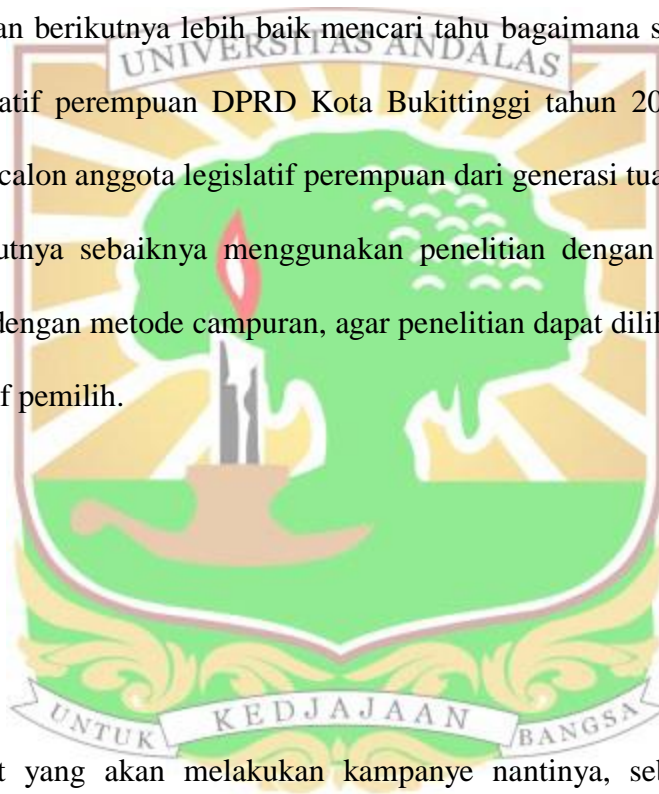 an berikutnya lebih baik mencari tahu bagaimana s
UNIVERSITAS ANDALAS
atif perempuan DPRD Kota Bukittinggi tahun 20
calon anggota legislatif perempuan dari generasi tua
utnya sebaiknya menggunakan penelitian dengan
dengan metode campuran, agar penelitian dapat dilih
f pemilih.
UNTUK KEDJAJAAN BANGSA
t yang akan melakukan kampanye nantinya, seb